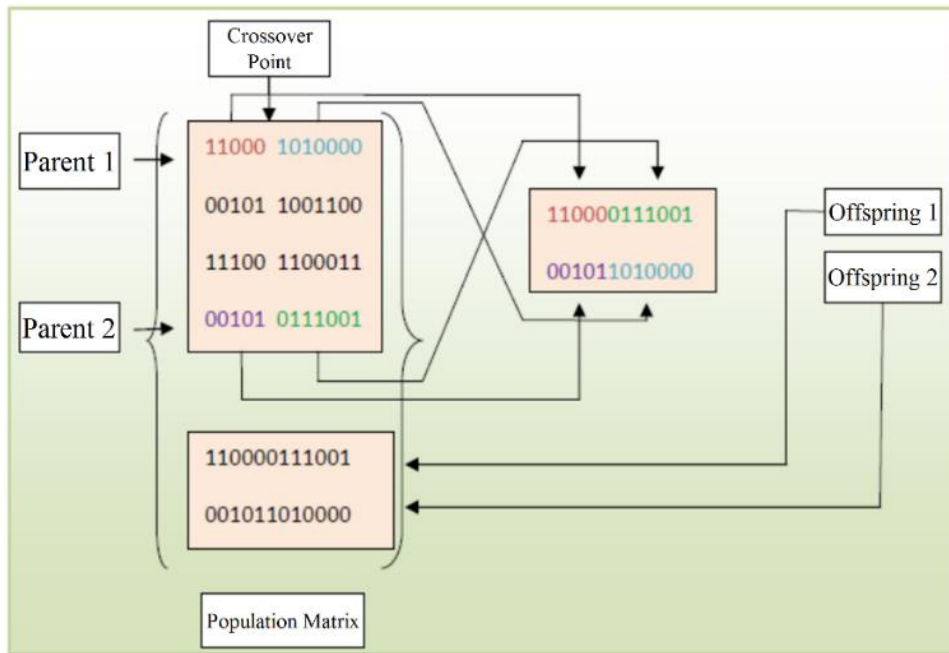 Crossover
Point
Parent 1
11000 1010000
00101 1001100
11100 1100011
Parent 2
00101 0111001
110000111001
001011010000
Offspring 1
Offspring 2
110000111001
001011010000
Population Matrix